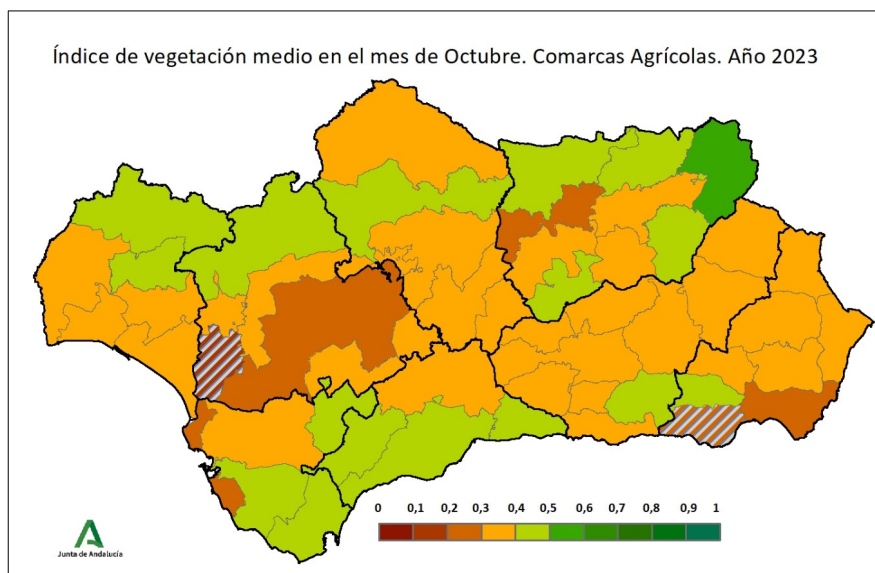 Índice de vegetación medio en el mes de Octubre. Comarcas Agrícolas. Año 2023
0 0,1 0,2 0,3 0,4 0,5 0,6 0,7 0,8 0,9 1
Junta de Andalucía